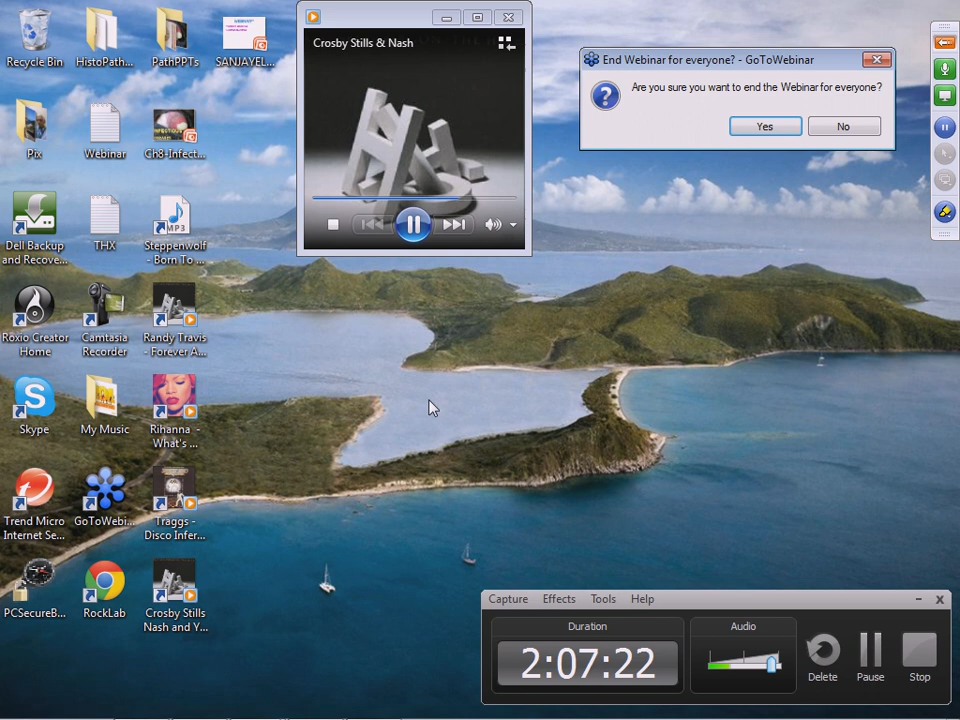 Recycle Bin
HistoPath...
PathPPTs
SANJAYEL...
Pix
Webinar
Ch8-Infect...
Dell Backup
and Recove...
THX
MP3
Steppenwolf
- Born To ...
Roxio Creator
Home
Camtasia
Recorder
Randy Travis
- Forever A...
Skype
My Music
Rihanna -
What's ...
Trend Micro
Internet Se...
GoToWebi...
Traggs -
Disco Infer...
PCSecureB...
RockLab
Crosby Stills
Nash and Y...
Crosby Stills & Nash
End Webinar for everyone? - GoToWebinar
Are you sure you want to end the Webinar for everyone?
Yes
No
Capture Effects Tools Help
Duration
2:07:22
Audio
Delete
Pause
Stop